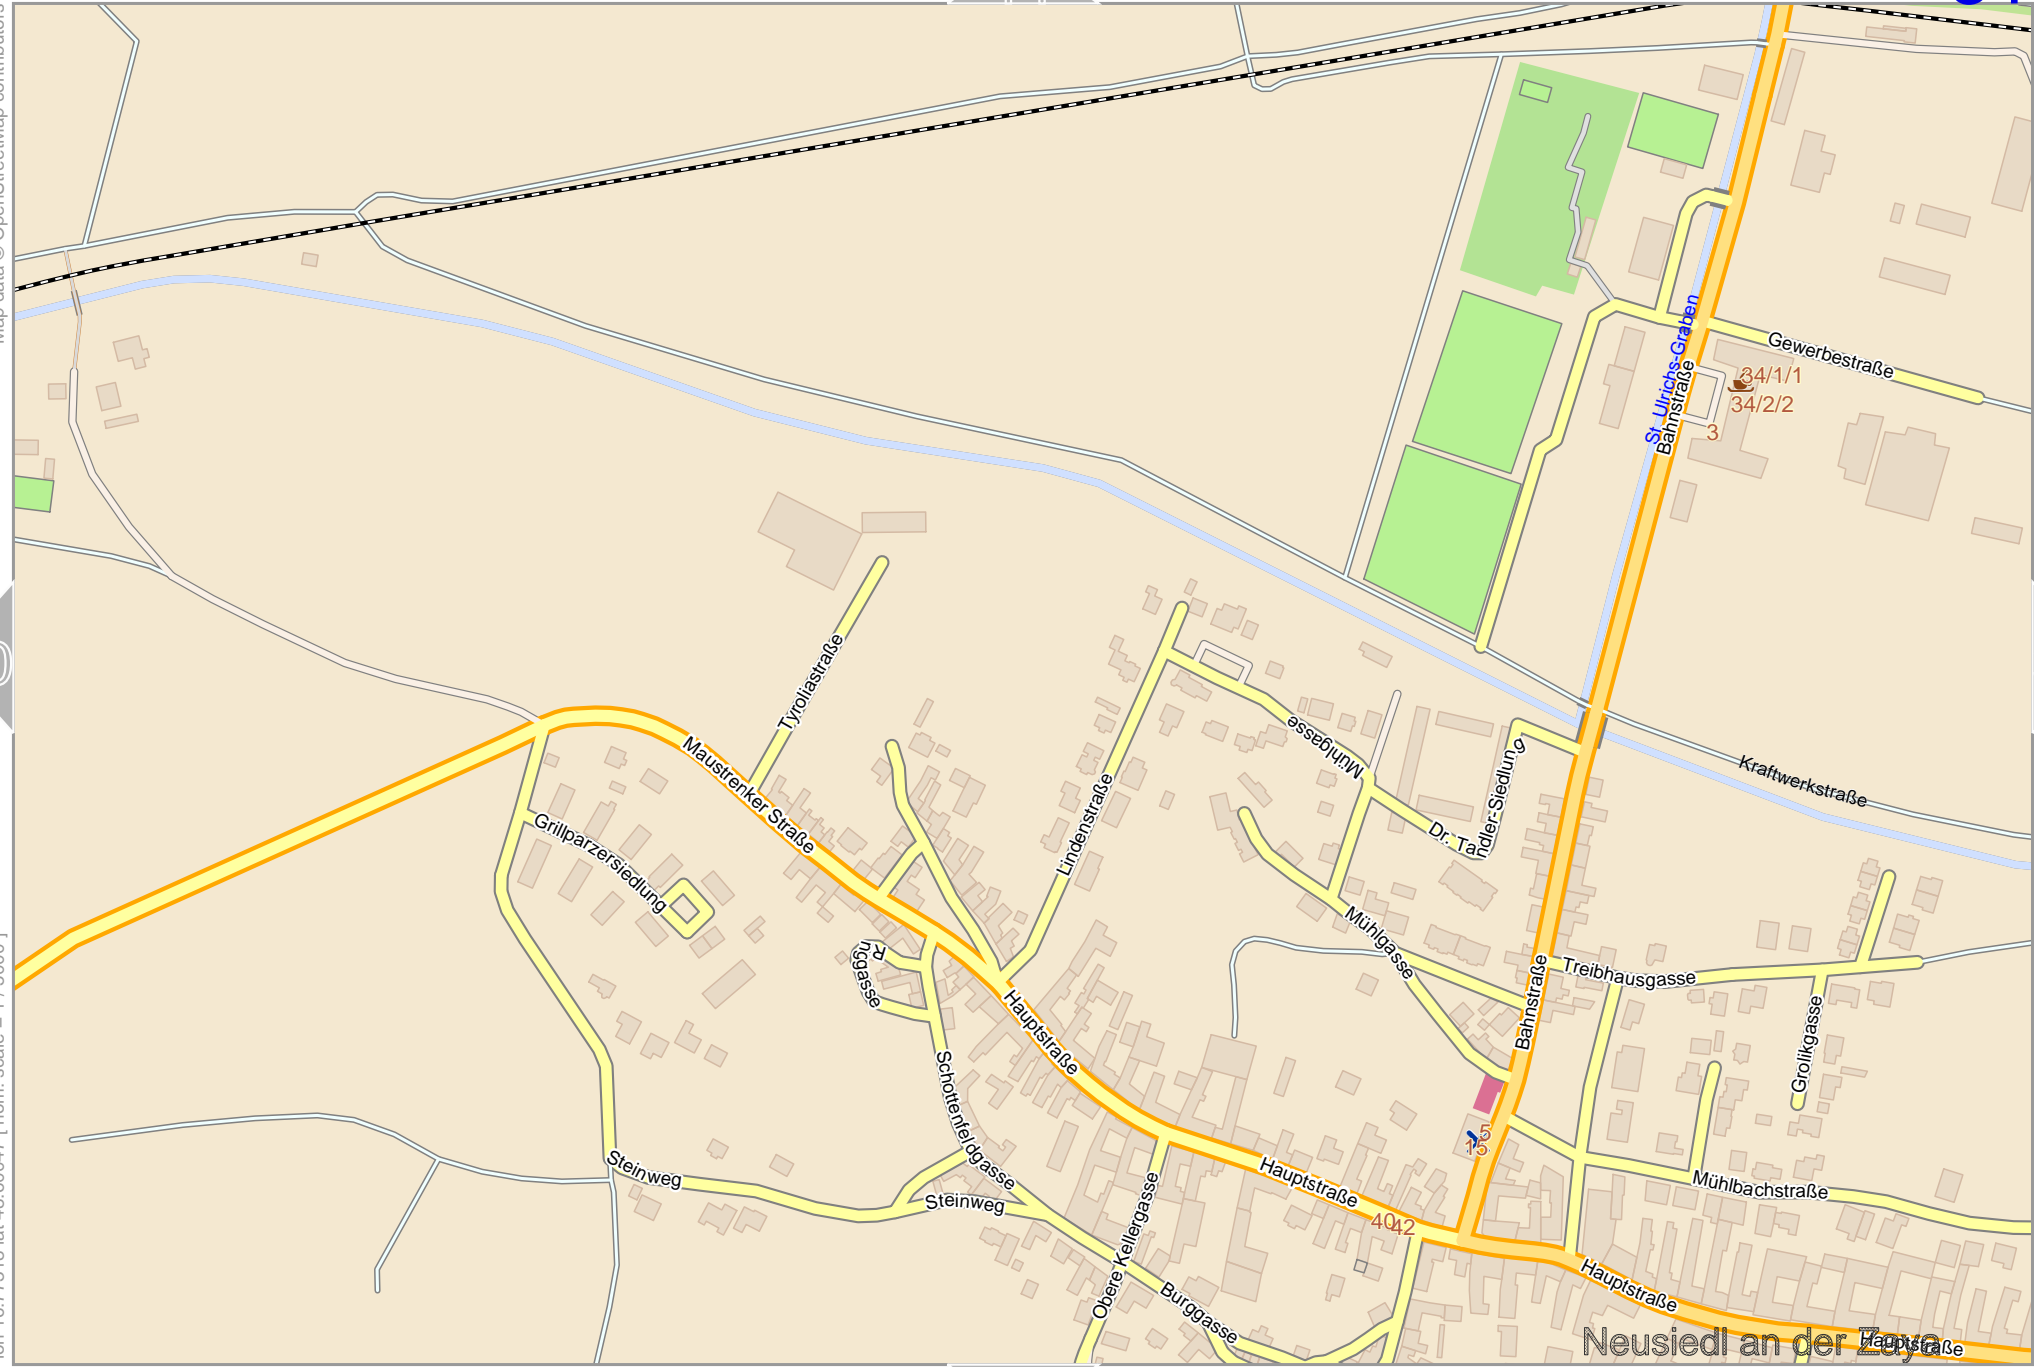 St. Ulrichs-Graben
Bahnstraße
Gewerbestraße
34/1/1
34/2/2
3
Tyroliastraße
Maustrenker Straße
Mühlgasse
Lindenstraße
Dr. Tandler-Siedlung
Kraftwerkstraße
Grillparzersiedlung
Mühlgasse
Ringgasse
Hauptstraße
Bahnstraße
Treibhausgasse
Grolikgasse
Schottenfeldgasse
5
15
Steinweg
Steinweg
Hauptstraße
40
42
Mühlbachstraße
Obere Kellergasse
Burggasse
Hauptstraße
Neusiedl an der Zaya
Hauptstraße